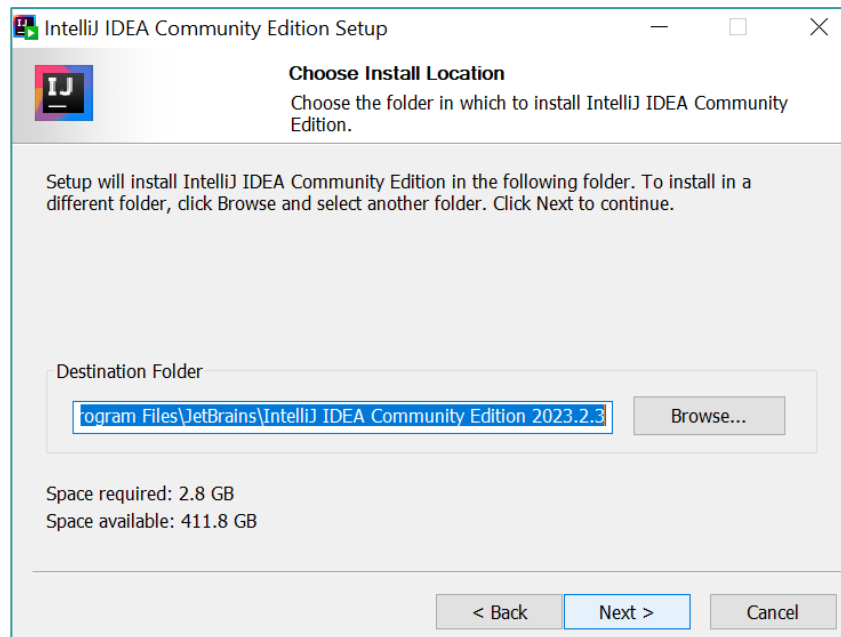 IntelliJ IDEA Community Edition Setup
IJ
Choose Install Location
Choose the folder in which to install IntelliJ IDEA Community
Edition.
Setup will install IntelliJ IDEA Community Edition in the following folder. To install in a
different folder, click Browse and select another folder. Click Next to continue.
Destination Folder
rogram Files\JetBrains\IntelliJ IDEA Community Edition 2023.2.3
Browse...
Space required: 2.8 GB
Space available: 411.8 GB
< Back
Next >
Cancel